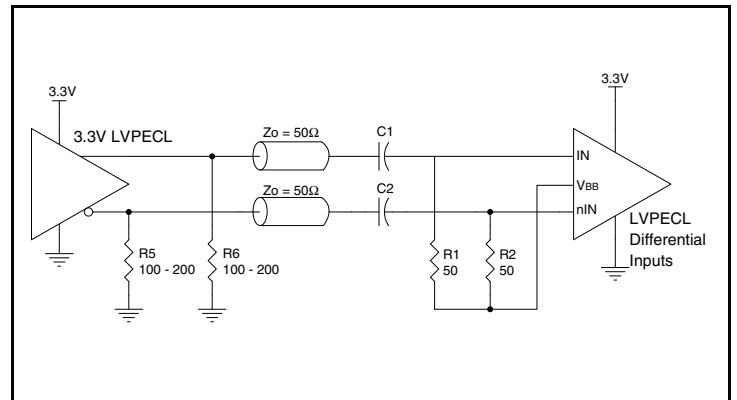 3.3V
3.3V LVPECL
Zo = 50Ω
C1
3.3V
IN
VBB
nIN
Zo = 50Ω
C2
LVPECL
Differential
Inputs
R5
100 - 200
R6
100 - 200
R1
50
R2
50